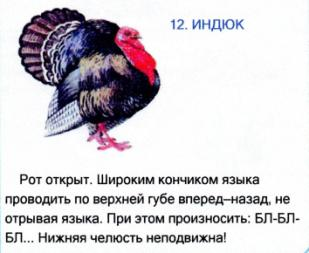 12. ИНДЮК
Рот открыт. Широким кончиком языка
проводить по верхней губе вперед–назад, не
отрывая языка. При этом произносить: БЛ-БЛ-
БЛ... Нижняя челюсть неподвижна!